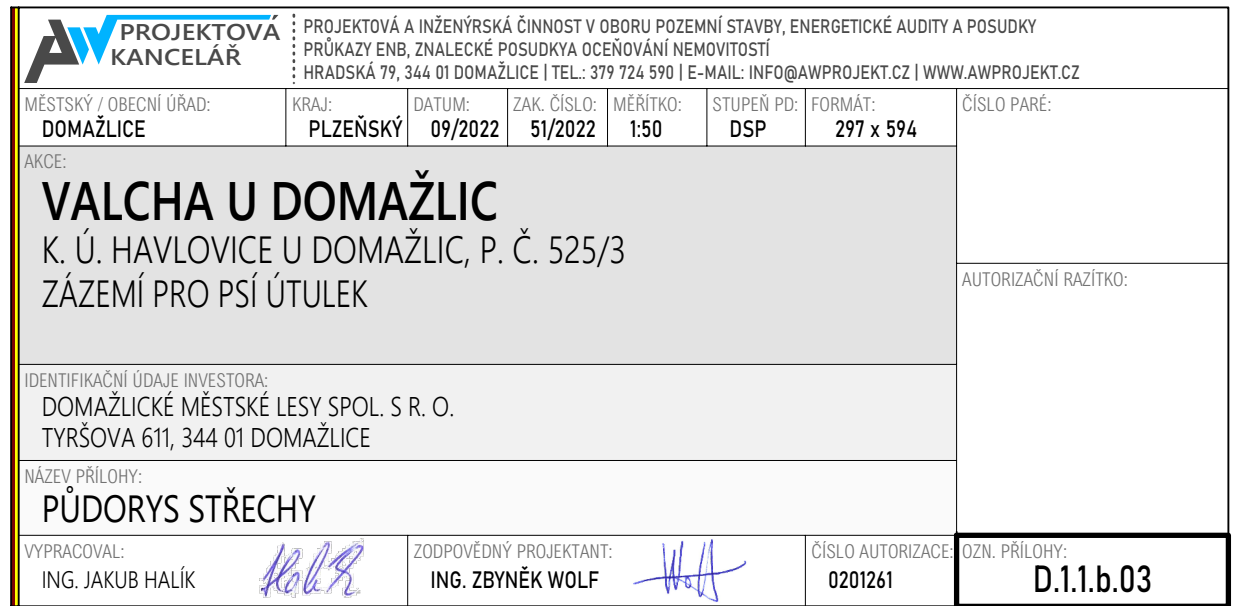 AW PROJEKTOVÁ
KANCELÁŘ
PROJEKTOVÁ A INŽENÝRSKÁ ČINNOST V OBORU POZEMNÍ STAVBY, ENERGETICKÉ AUDITY A POSUDKY
PRŮKAZY ENB, ZNALECKÉ POSUDKYA OCEŇOVÁNÍ NEMOVITOSTÍ
HRADSKÁ 79, 344 01 DOMAŽLICE | TEL.: 379 724 590 | E-MAIL: INFO@AWPROJEKT.CZ | WWW.AWPROJEKT.CZ
MĚSTSKÝ / OBECNÍ ÚŘAD: KRAJ: DATUM: ZAK. ČÍSLO: MĚŘÍTKO: STUPEŇ PD: FORMÁT: ČÍSLO PARÉ:
DOMAŽLICE PLZEŇSKÝ 09/2022 51/2022 1:50 DSP 297 x 594
AKCE:
VALCHA U DOMAŽLIC
K. Ú. HAVLOVICE U DOMAŽLIC, P. Č. 525/3
ZÁZEMÍ PRO PSÍ ÚTULEK
AUTORIZAČNÍ RAZÍTKO:
IDENTIFIKAČNÍ ÚDAJE INVESTORA:
DOMAŽLICKÉ MĚSTSKÉ LESY SPOL. S R. O.
TYRŠOVA 611, 344 01 DOMAŽLICE
NÁZEV PŘÍLOHY:
PŮDORYS STŘECHY
VYPRACOVAL: ZODPOVĚDNÝ PROJEKTANT: ČÍSLO AUTORIZACE: OZN. PŘÍLOHY:
ING. JAKUB HALÍK ING. ZBYNĚK WOLF 0201261 D.1.1.b.03